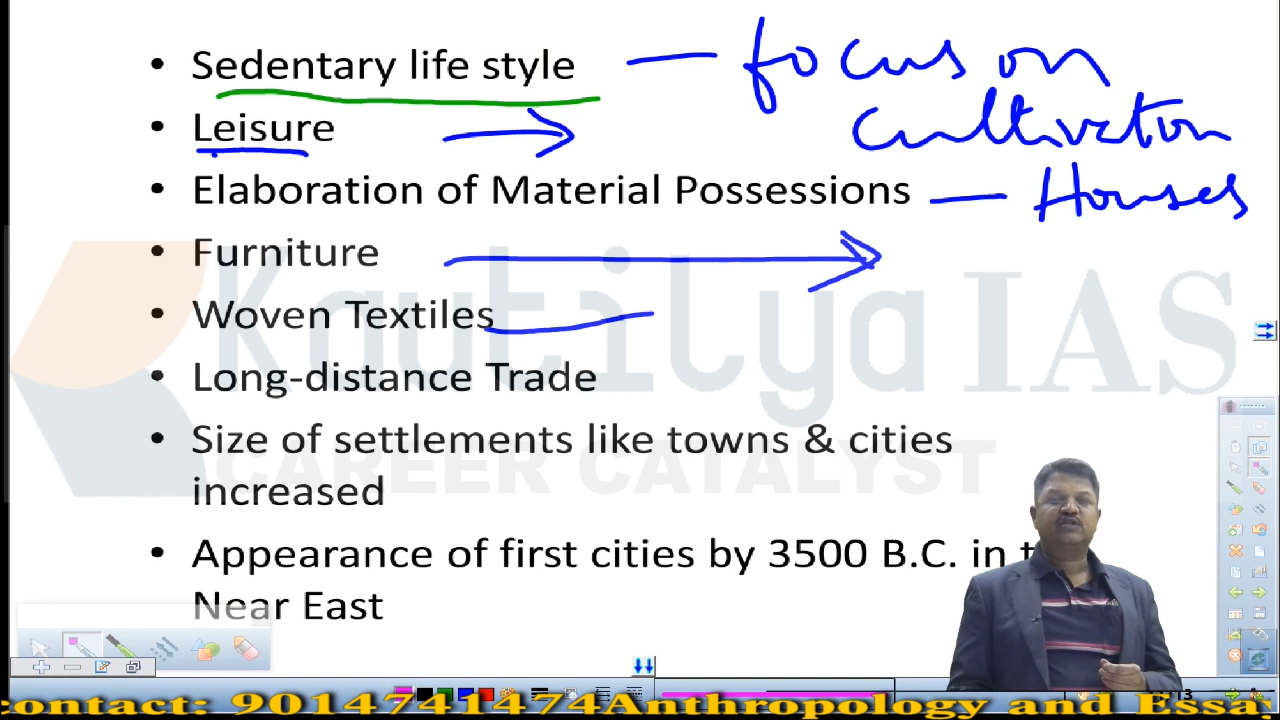 • Sedentary life style — focus on
cultivation
• Leisure
• Elaboration of Material Possessions — Houses
• Furniture
• Woven Textiles
• Long-distance Trade
• Size of settlements like towns & cities
increased
• Appearance of first cities by 3500 B.C. in t
Near East
Kautilya IAS
CAREER CATALYST
13
contact: 9014741474Anthropology and Essa